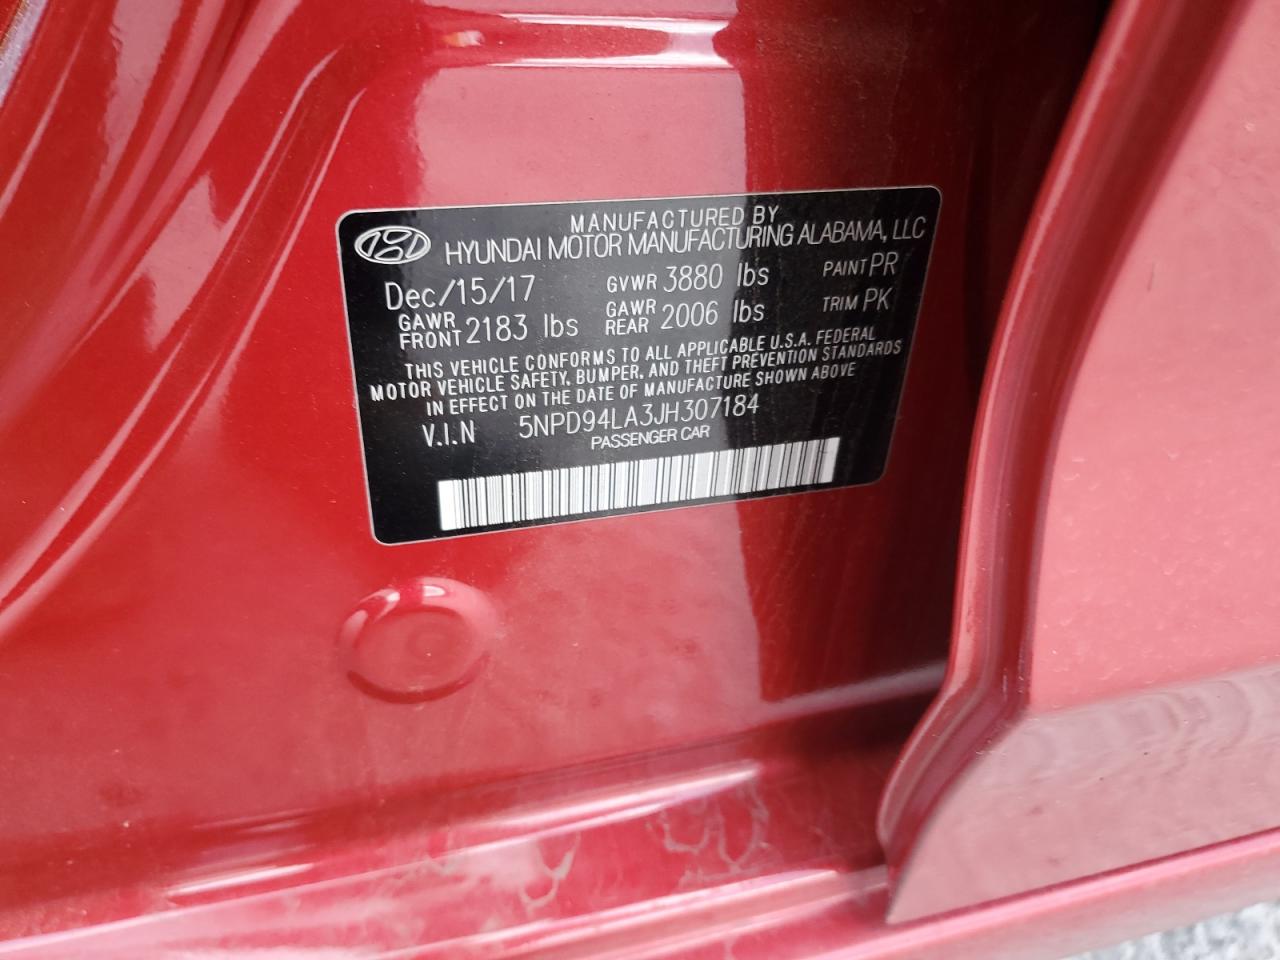 MANUFACTURED BY
HYUNDAI MOTOR MANUFACTURING ALABAMA, LLC
Dec/15/17 GVWR 3880 lbs PAINT PR
GAWR FRONT 2183 lbs GAWR REAR 2006 lbs TRIM PK
THIS VEHICLE CONFORMS TO ALL APPLICABLE U.S.A. FEDERAL
MOTOR VEHICLE SAFETY, BUMPER, AND THEFT PREVENTION STANDARDS
IN EFFECT ON THE DATE OF MANUFACTURE SHOWN ABOVE
V.I.N 5NPD94LA3JH307184
PASSENGER CAR